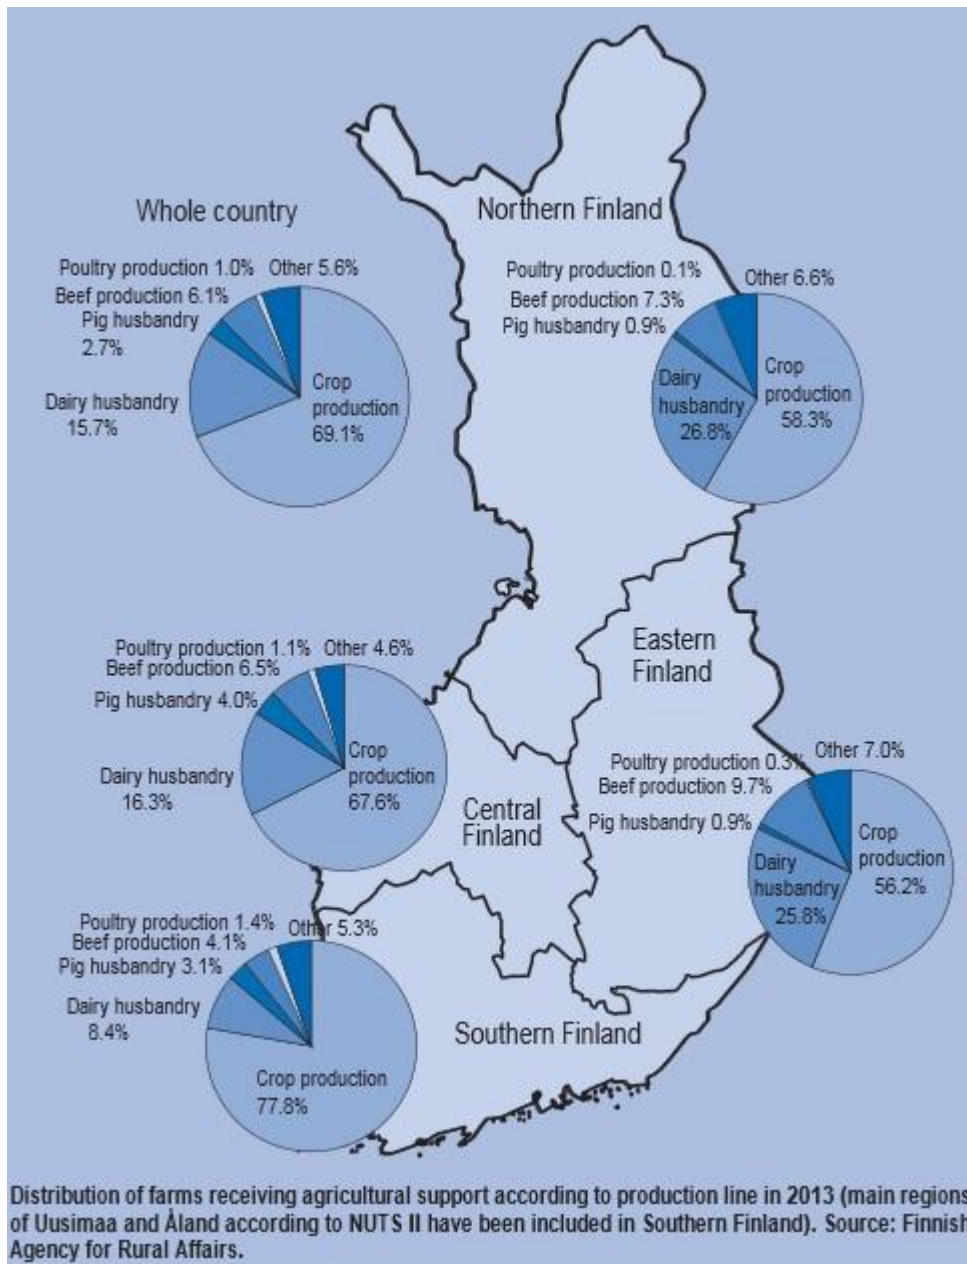 Northern Finland
Whole country
Poultry production 1.0% Other 5.6%
Beef production 6.1%
Pig husbandry
2.7%
Dairy husbandry
15.7%
Crop
production
69.1%
Poultry production 0.1%
Other 6.6%
Beef production 7.3%
Pig husbandry 0.9%
Dairy
husbandry
26.8%
Crop
production
58.3%
Eastern
Finland
Poultry production 1.1% Other 4.6%
Beef production 6.5%
Pig husbandry 4.0%
Dairy husbandry
16.3%
Crop
production
67.6%
Central
Finland
Poultry production 0.3%
Other 7.0%
Beef production 9.7%
Pig husbandry 0.9%
Dairy
husbandry
25.8%
Crop
production
56.2%
Poultry production 1.4% Other 5.3%
Beef production 4.1%
Pig husbandry 3.1%
Dairy husbandry
8.4%
Crop production
77.8%
Southern Finland
Distribution of farms receiving agricultural support according to production line in 2013 (main regions
of Uusimaa and Åland according to NUTS II have been included in Southern Finland). Source: Finnish
Agency for Rural Affairs.